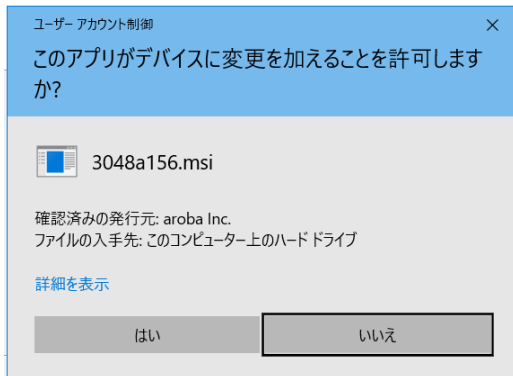 ユーザー アカウント制御
このアプリがデバイスに変更を加えることを許可します
か?
3048a156.msi
確認済みの発行元: aroba Inc.
ファイルの入手先: このコンピューター上のハード ドライブ
詳細を表示
はい
いいえ